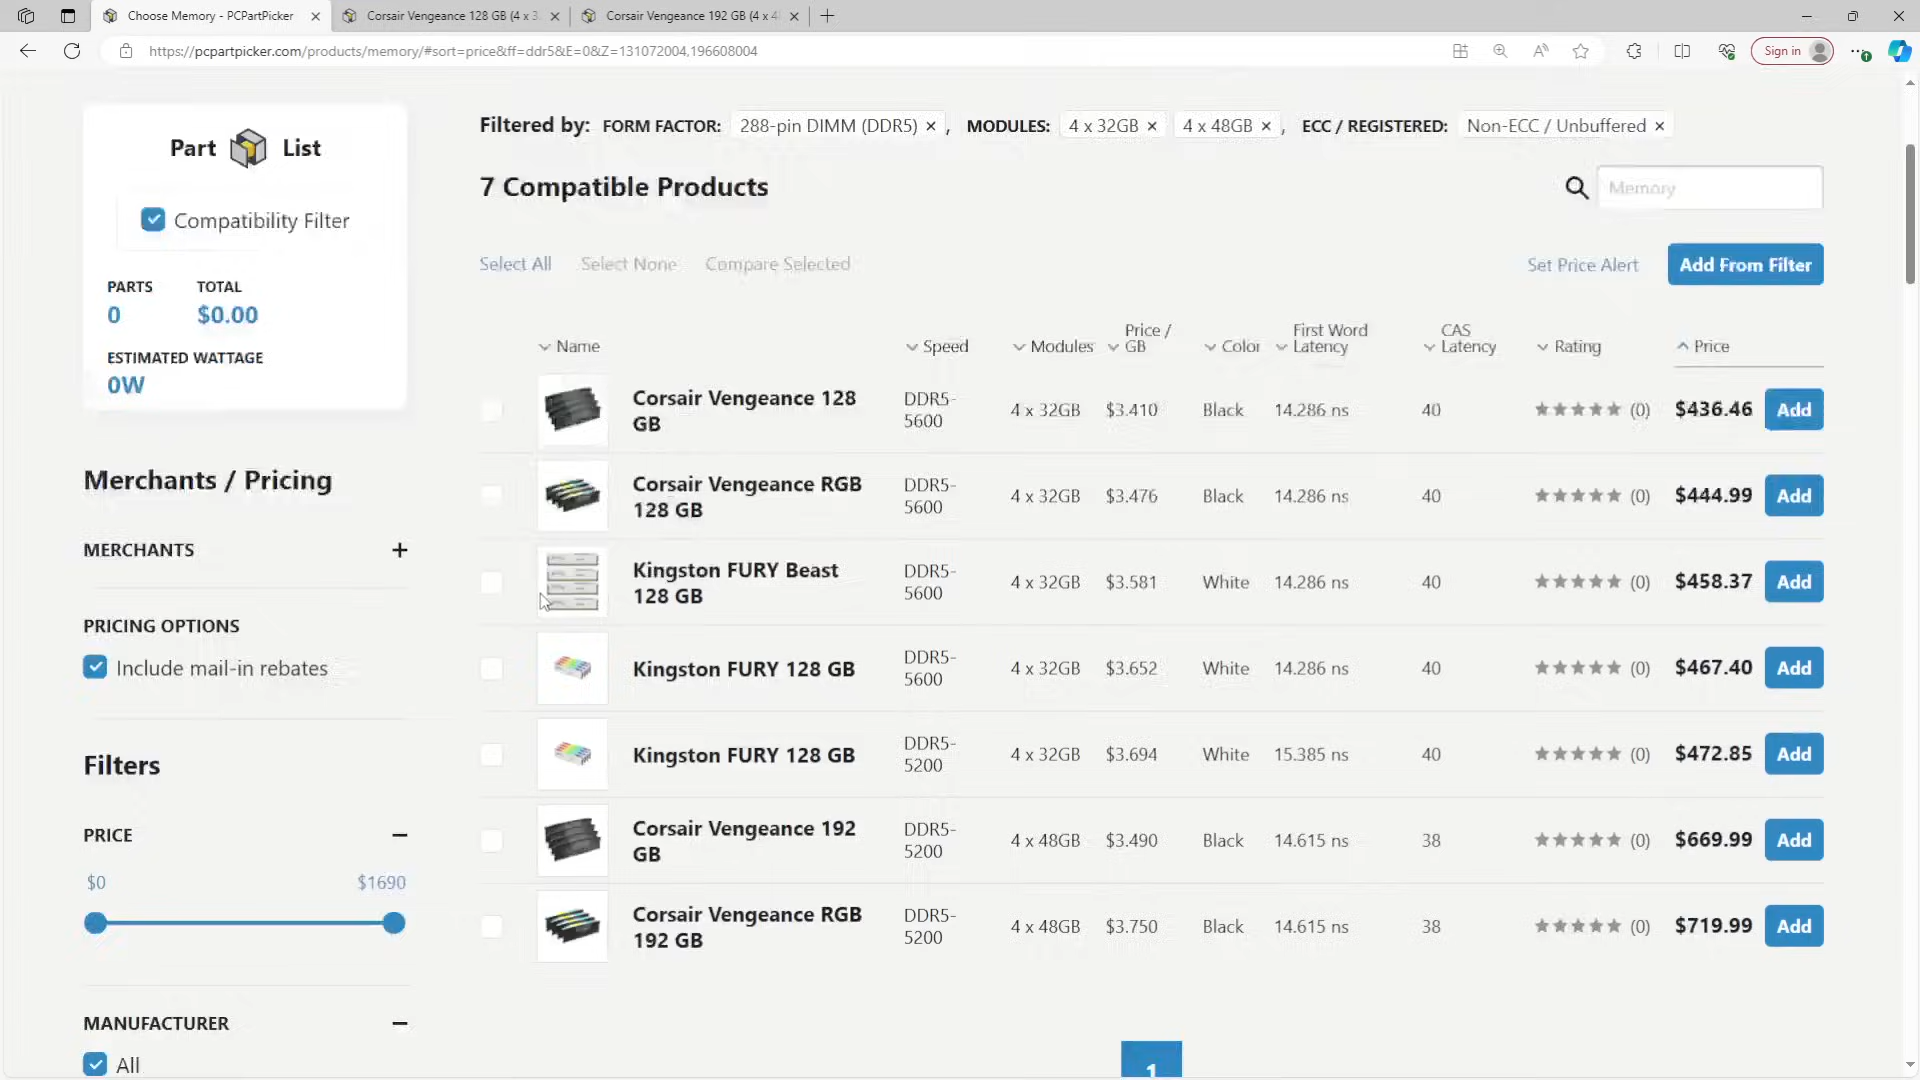 Choose Memory - PCPartPicker
Corsair Vengeance 128 GB (4 x 3
Corsair Vengeance 192 GB (4 x 4
https://pcpartpicker.com/products/memory/#sort=price&ff=ddr5&E=0&Z=131072004,196608004
Sign in
Part List
Compatibility Filter
PARTS TOTAL
0 $0.00
ESTIMATED WATTAGE
0W
Merchants / Pricing
MERCHANTS
PRICING OPTIONS
Include mail-in rebates
Filters
PRICE
$0 $1690
MANUFACTURER
All
Filtered by: FORM FACTOR: 288-pin DIMM (DDR5) ×, MODULES: 4 x 32GB × 4 x 48GB ×, ECC / REGISTERED: Non-ECC / Unbuffered ×
7 Compatible Products
Memory
Select All Select None Compare Selected
Set Price Alert Add From Filter
Name Speed Modules Price / GB Color First Word Latency CAS Latency Rating Price
Corsair Vengeance 128 GB DDR5-5600 4 x 32GB $3.410 Black 14.286 ns 40 (0) $436.46 Add
Corsair Vengeance RGB 128 GB DDR5-5600 4 x 32GB $3.476 Black 14.286 ns 40 (0) $444.99 Add
Kingston FURY Beast 128 GB DDR5-5600 4 x 32GB $3.581 White 14.286 ns 40 (0) $458.37 Add
Kingston FURY 128 GB DDR5-5600 4 x 32GB $3.652 White 14.286 ns 40 (0) $467.40 Add
Kingston FURY 128 GB DDR5-5200 4 x 32GB $3.694 White 15.385 ns 40 (0) $472.85 Add
Corsair Vengeance 192 GB DDR5-5200 4 x 48GB $3.490 Black 14.615 ns 38 (0) $669.99 Add
Corsair Vengeance RGB 192 GB DDR5-5200 4 x 48GB $3.750 Black 14.615 ns 38 (0) $719.99 Add
1